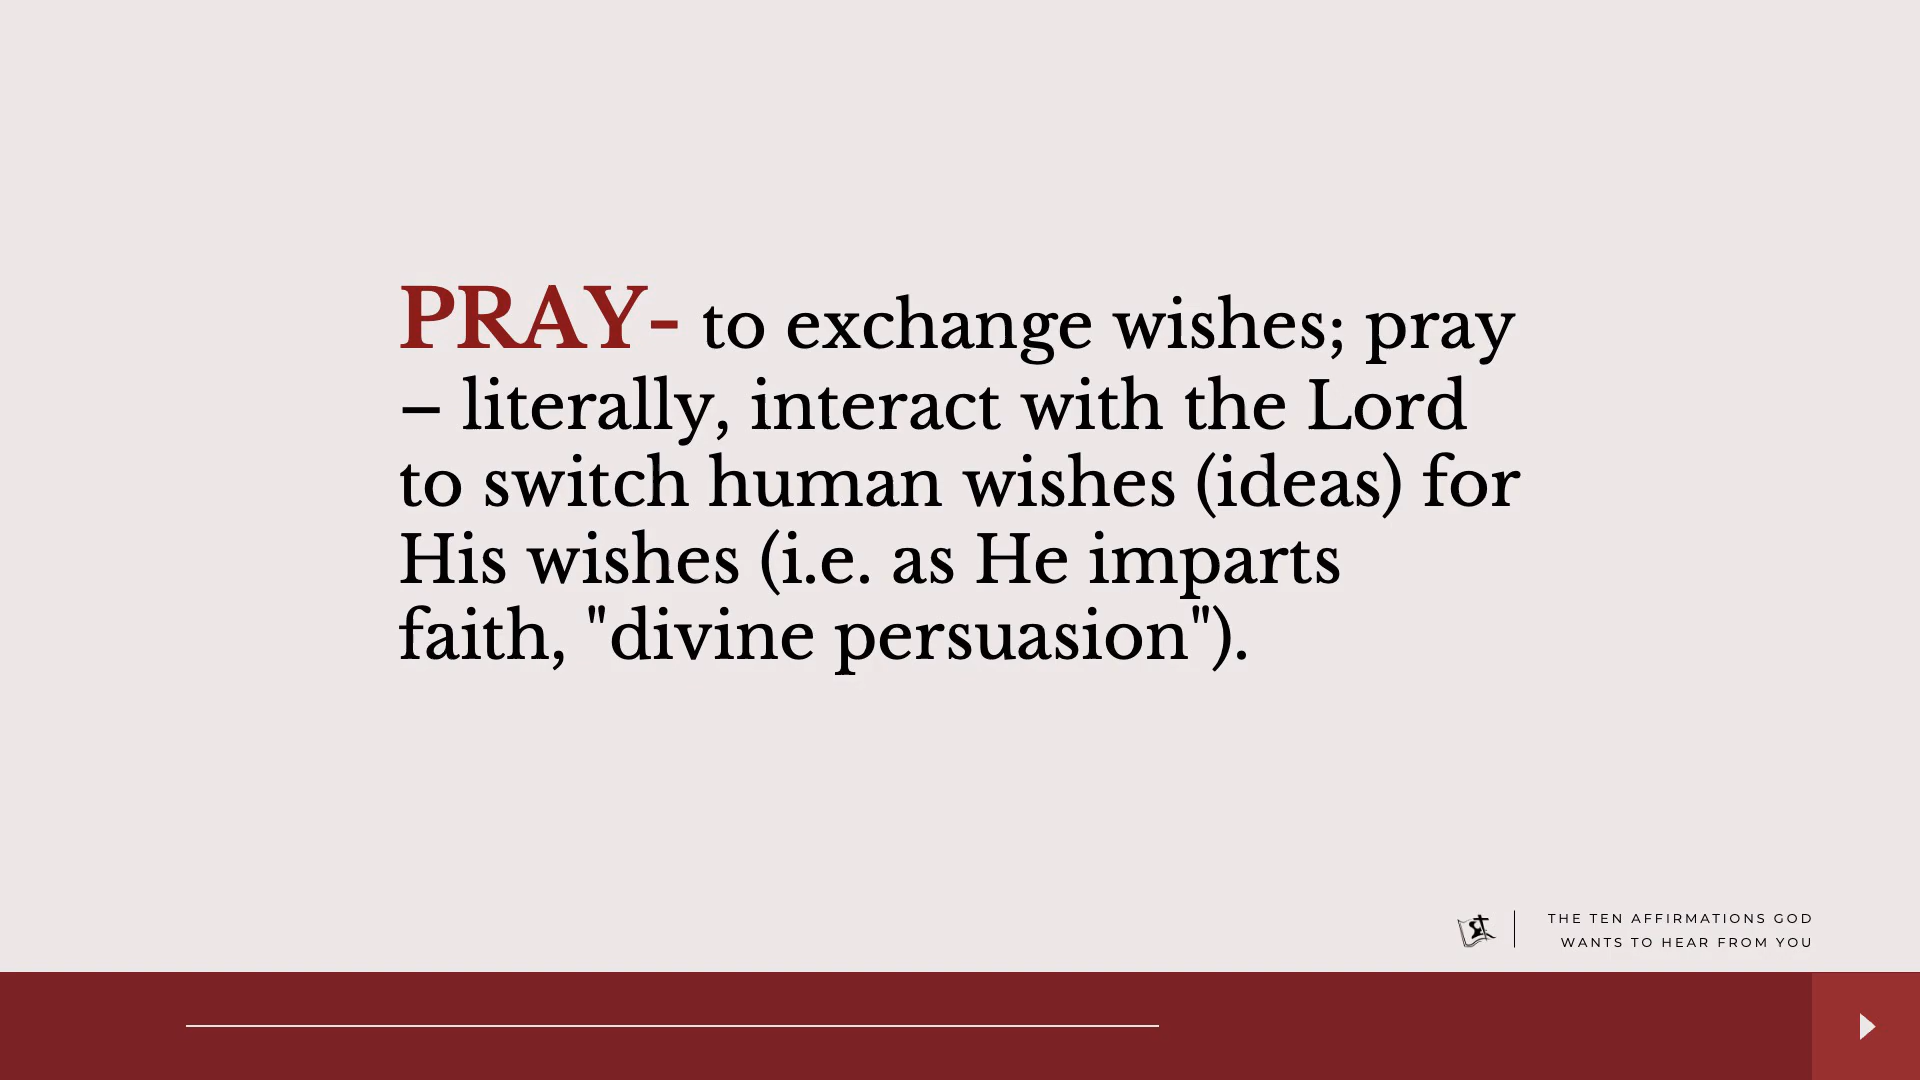 PRAY- to exchange wishes; pray
– literally, interact with the Lord
to switch human wishes (ideas) for
His wishes (i.e. as He imparts
faith, "divine persuasion").
THE TEN AFFIRMATIONS GOD
WANTS TO HEAR FROM YOU